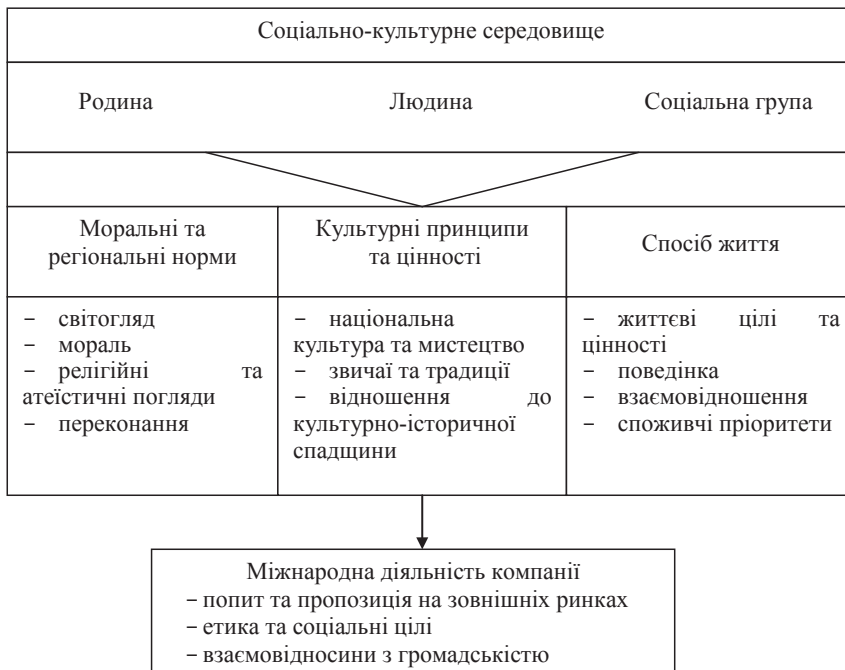 Соціально-культурне середовище
Родина Людина Соціальна група
Моральні та
регіональні норми
Культурні принципи
та цінності
Спосіб життя
− світогляд
− мораль
− релігійні та
атеїстичні погляди
− переконання
− національна
культура та мистецтво
− звичаї та традиції
− відношення до
культурно-історичної
спадщини
− життєві цілі та
цінності
− поведінка
− взаємовідношення
− споживчі пріоритети
Міжнародна діяльність компанії
− попит та пропозиція на зовнішніх ринках
− етика та соціальні цілі
− взаємовідносини з громадськістю